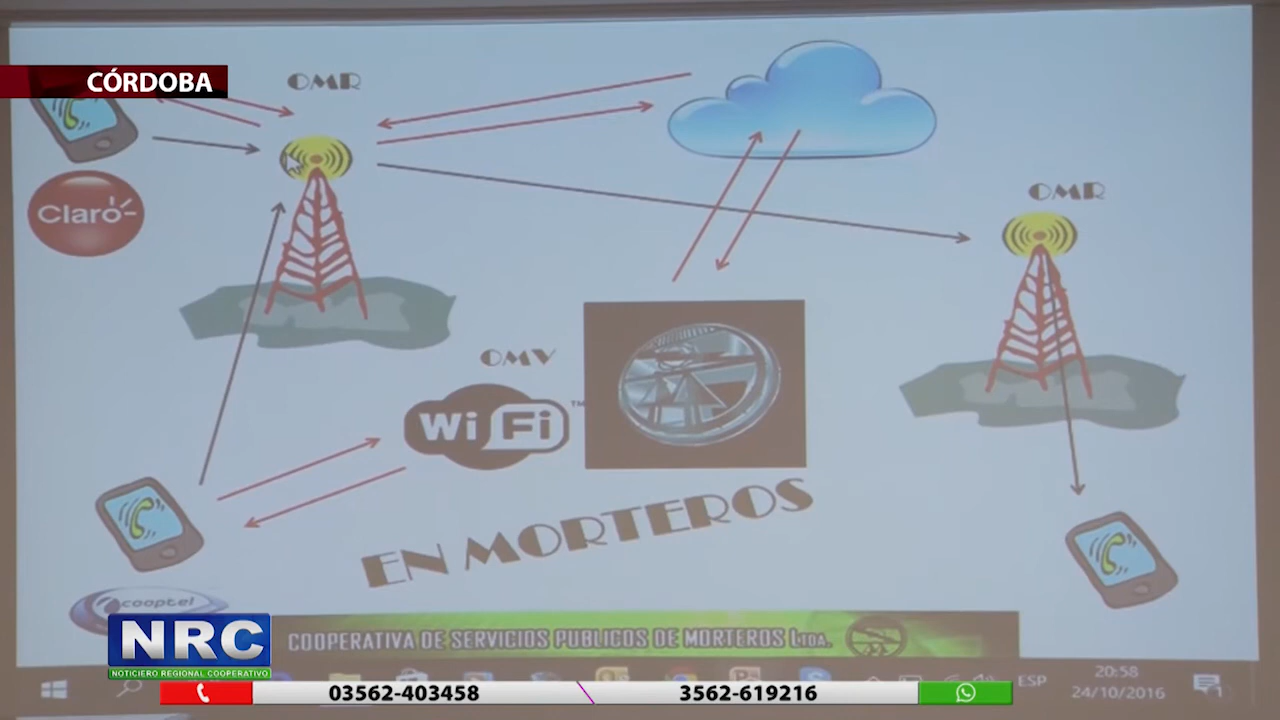 CÓRDOBA
OMR
Claro
OMR
OMV
WiFi
TM
EN MORTEROS
cooptel
NRC
NOTICIERO REGIONAL COOPERATIVO
COOPERATIVA DE SERVICIOS PUBLICOS DE MORTEROS LTDA.
ESP
20:58
24/10/2016
03562-403458
3562-619216